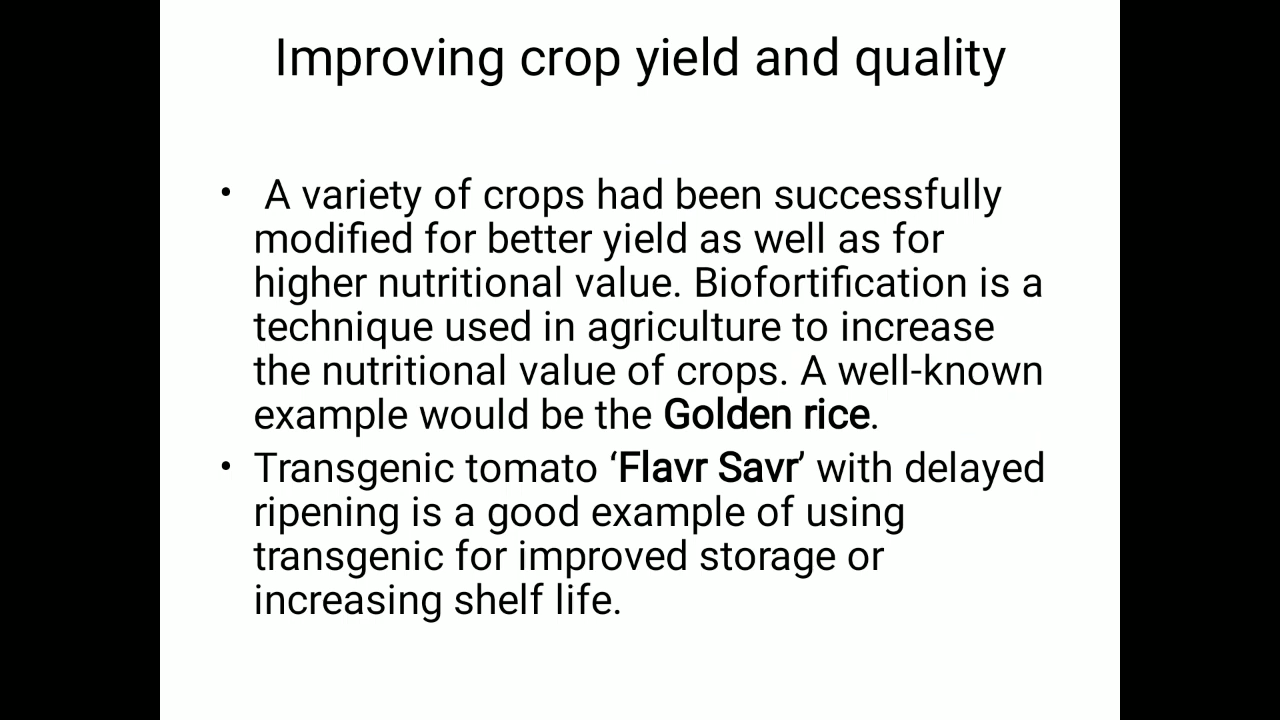 Improving crop yield and quality
• A variety of crops had been successfully
modified for better yield as well as for
higher nutritional value. Biofortification is a
technique used in agriculture to increase
the nutritional value of crops. A well-known
example would be the Golden rice.
• Transgenic tomato ‘Flavr Savr’ with delayed
ripening is a good example of using
transgenic for improved storage or
increasing shelf life.